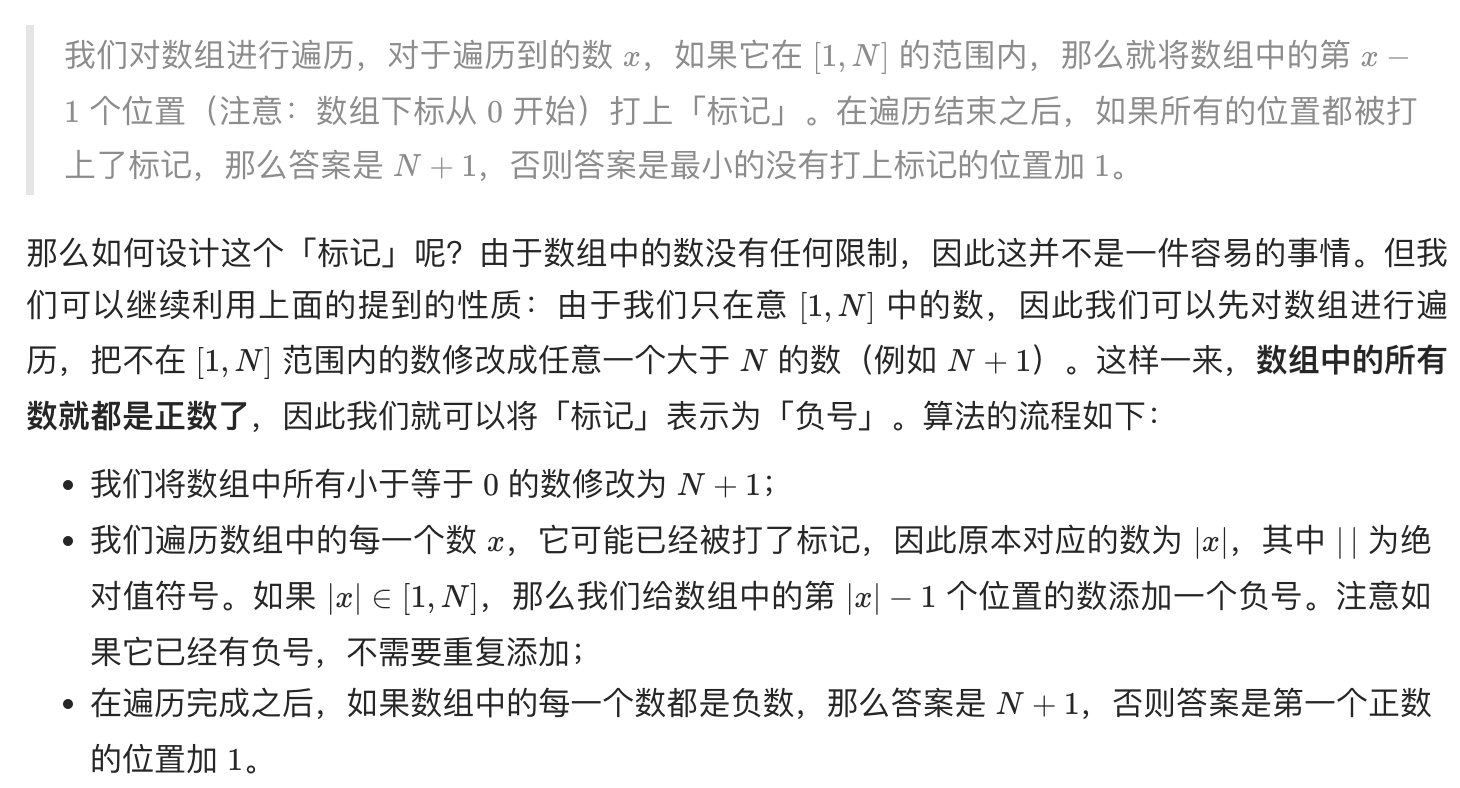 我们对数组进行遍历，对于遍历到的数 x，如果它在 [1, N] 的范围内，那么就将数组中的第 x −
1 个位置（注意：数组下标从 0 开始）打上「标记」。在遍历结束之后，如果所有的位置都被打
上了标记，那么答案是 N + 1，否则答案是最小的没有打上标记的位置加 1。
那么如何设计这个「标记」呢？由于数组中的数没有任何限制，因此这并不是一件容易的事情。但我
们可以继续利用上面的提到的性质：由于我们只在意 [1, N] 中的数，因此我们可以先对数组进行遍
历，把不在 [1, N] 范围内的数修改成任意一个大于 N 的数（例如 N + 1）。这样一来，数组中的所有
数就都是正数了，因此我们就可以将「标记」表示为「负号」。算法的流程如下：
• 我们将数组中所有小于等于 0 的数修改为 N + 1；
• 我们遍历数组中的每一个数 x，它可能已经被打了标记，因此原本对应的数为 |x|，其中 | | 为绝
对值符号。如果 |x| ∈ [1, N]，那么我们给数组中的第 |x| − 1 个位置的数添加一个负号。注意如
果它已经有负号，不需要重复添加；
• 在遍历完成之后，如果数组中的每一个数都是负数，那么答案是 N + 1，否则答案是第一个正数
的位置加 1。